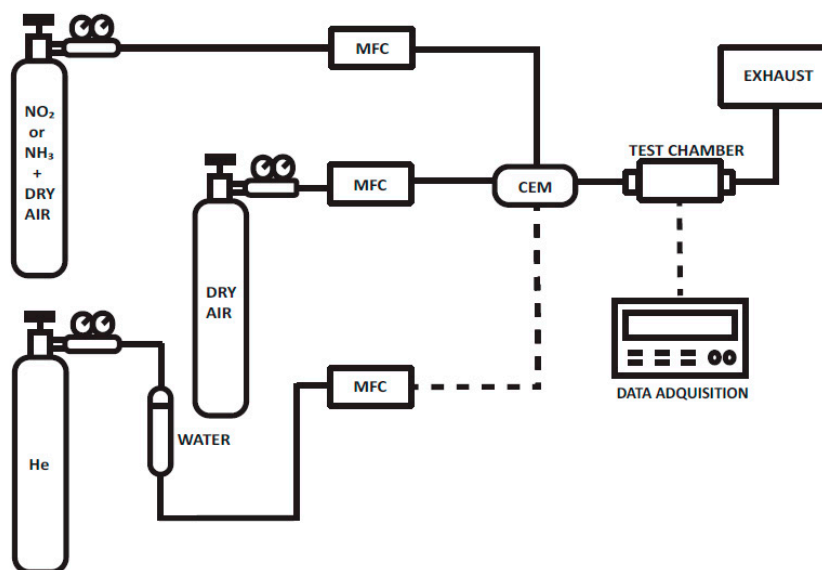 MFC
EXHAUST
NO₂
or
NH₃
+
DRY
AIR
TEST CHAMBER
MFC
CEM
DRY
AIR
MFC
DATA ADQUISITION
WATER
He